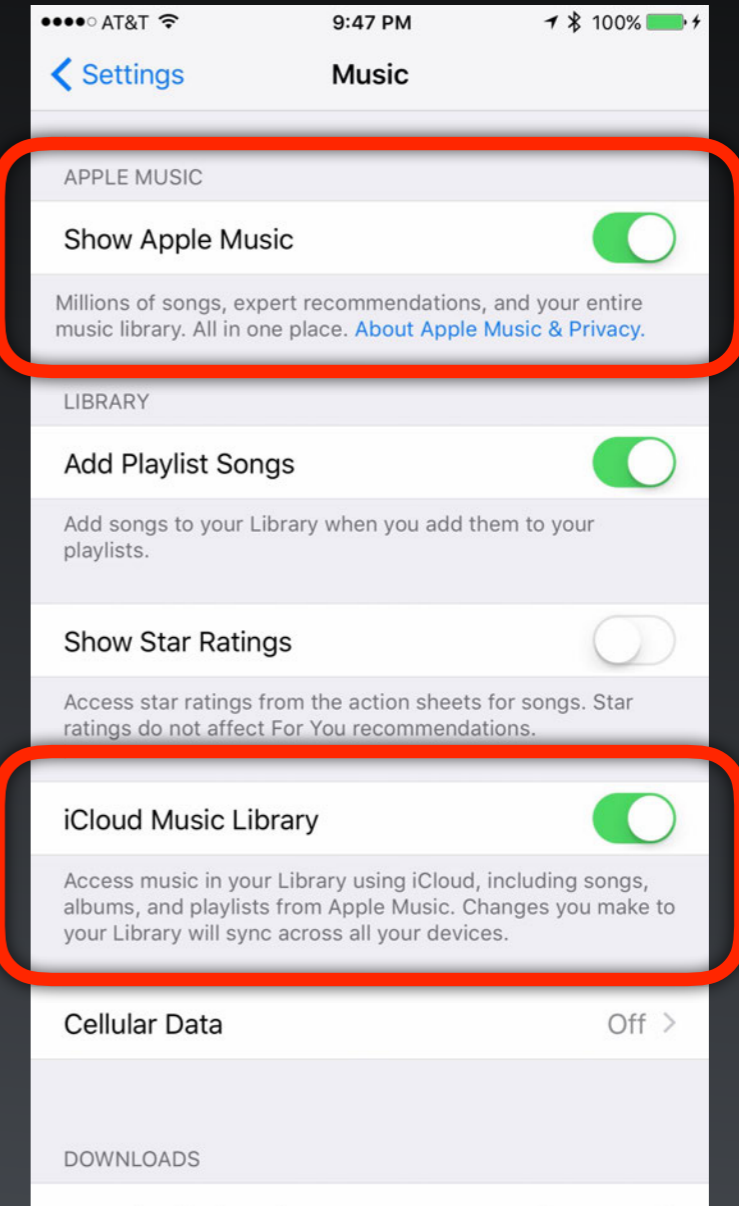 AT&T 9:47 PM 100%
Settings Music
APPLE MUSIC
Show Apple Music
Millions of songs, expert recommendations, and your entire
music library. All in one place. About Apple Music & Privacy.
LIBRARY
Add Playlist Songs
Add songs to your Library when you add them to your
playlists.
Show Star Ratings
Access star ratings from the action sheets for songs. Star
ratings do not affect For You recommendations.
iCloud Music Library
Access music in your Library using iCloud, including songs,
albums, and playlists from Apple Music. Changes you make to
your Library will sync across all your devices.
Cellular Data Off
DOWNLOADS